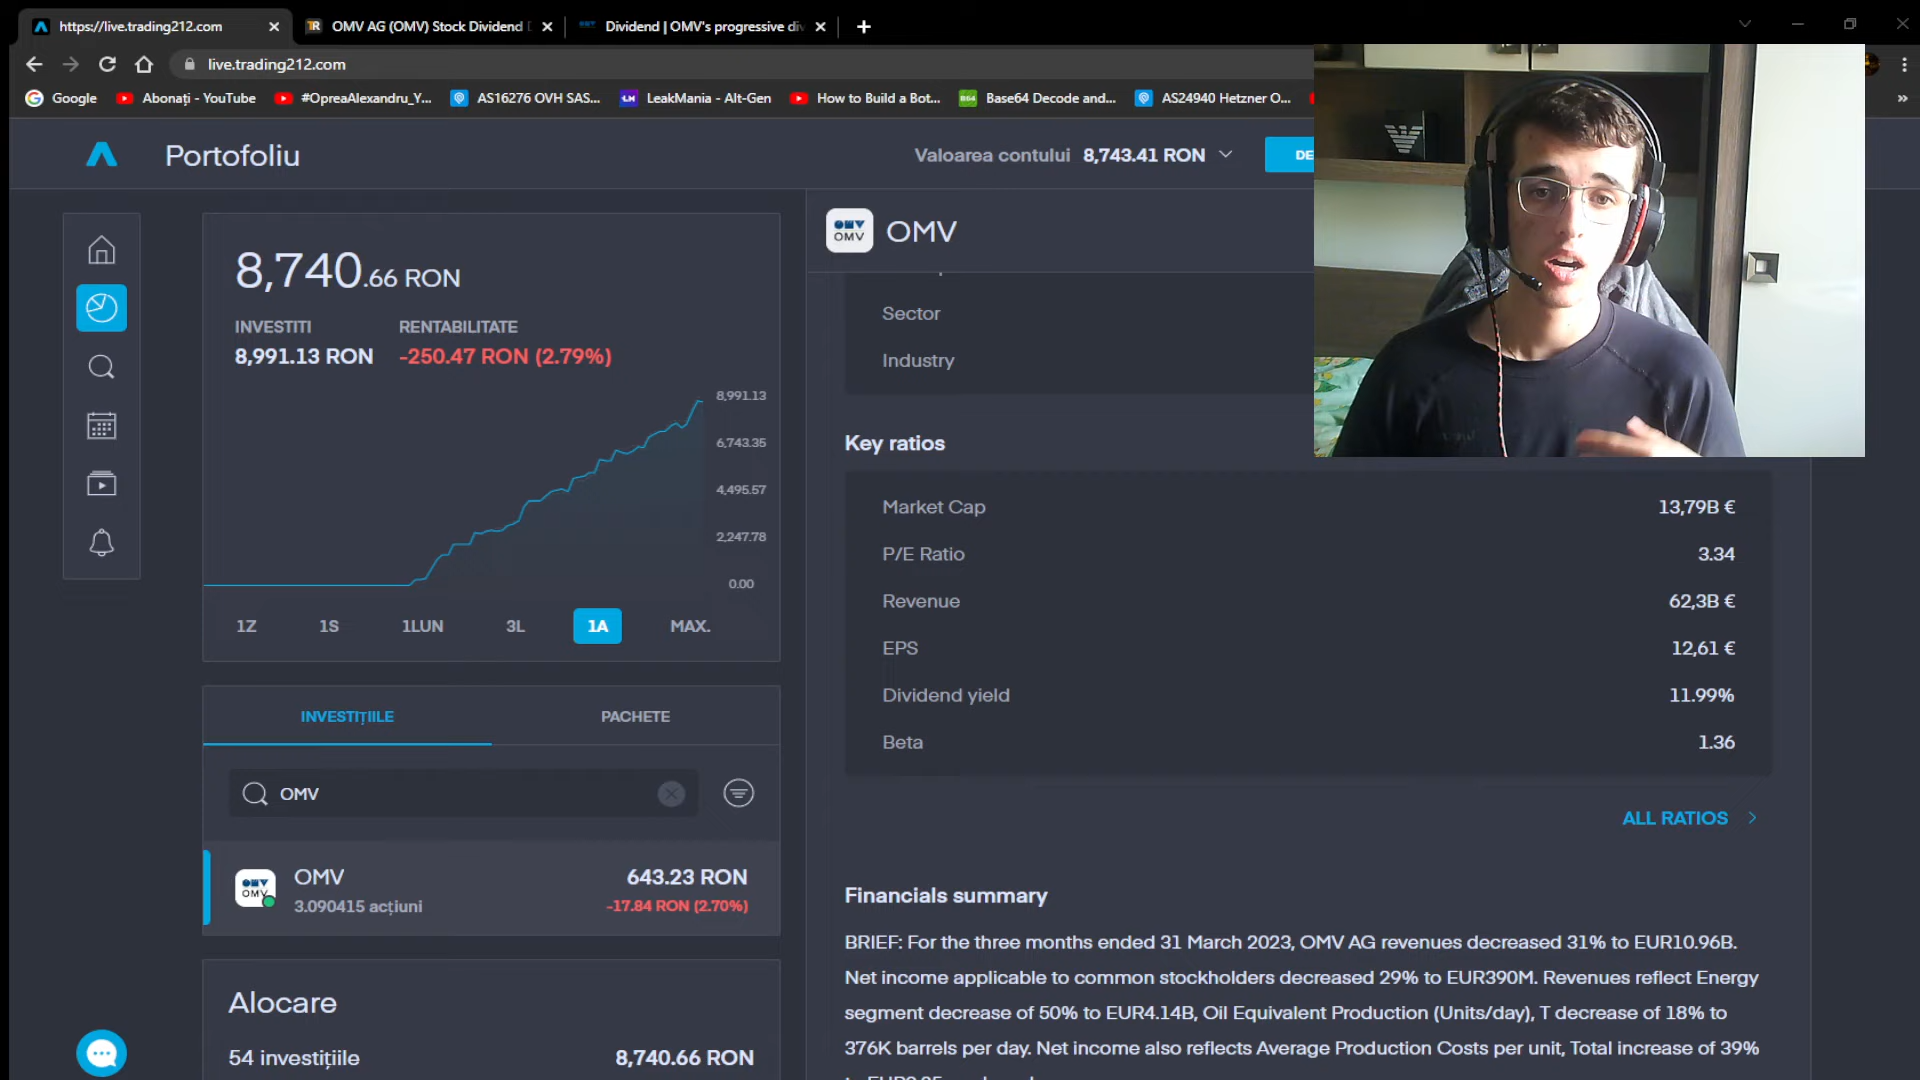 https://live.trading212.com
OMV AG (OMV) Stock Dividend
Dividend | OMV's progressive div
live.trading212.com
Google
Abonați - YouTube
#OpreaAlexandru_Y...
AS16276 OVH SAS...
LeakMania - Alt-Gen
How to Build a Bot...
Base64 Decode and...
AS24940 Hetzner O...
Portofoliu
Valoarea contului 8,743.41 RON
DE
8,740.66 RON
INVESTITI
RENTABILITATE
8,991.13 RON
-250.47 RON (2.79%)
8,991.13
6,743.35
4,495.57
2,247.78
0.00
1Z
1S
1LUN
3L
1A
MAX.
INVESTIȚIILE
PACHETE
OMV
OMV
OMV
643.23 RON
3.090415 acțiuni
-17.84 RON (2.70%)
Alocare
54 investițiile
8,740.66 RON
OMV
OMV
Sector
Industry
Key ratios
Market Cap
13,79B €
P/E Ratio
3.34
Revenue
62,3B €
EPS
12,61 €
Dividend yield
11.99%
Beta
1.36
ALL RATIOS
Financials summary
BRIEF: For the three months ended 31 March 2023, OMV AG revenues decreased 31% to EUR10.96B.
Net income applicable to common stockholders decreased 29% to EUR390M. Revenues reflect Energy
segment decrease of 50% to EUR4.14B, Oil Equivalent Production (Units/day), T decrease of 18% to
376K barrels per day. Net income also reflects Average Production Costs per unit, Total increase of 39%